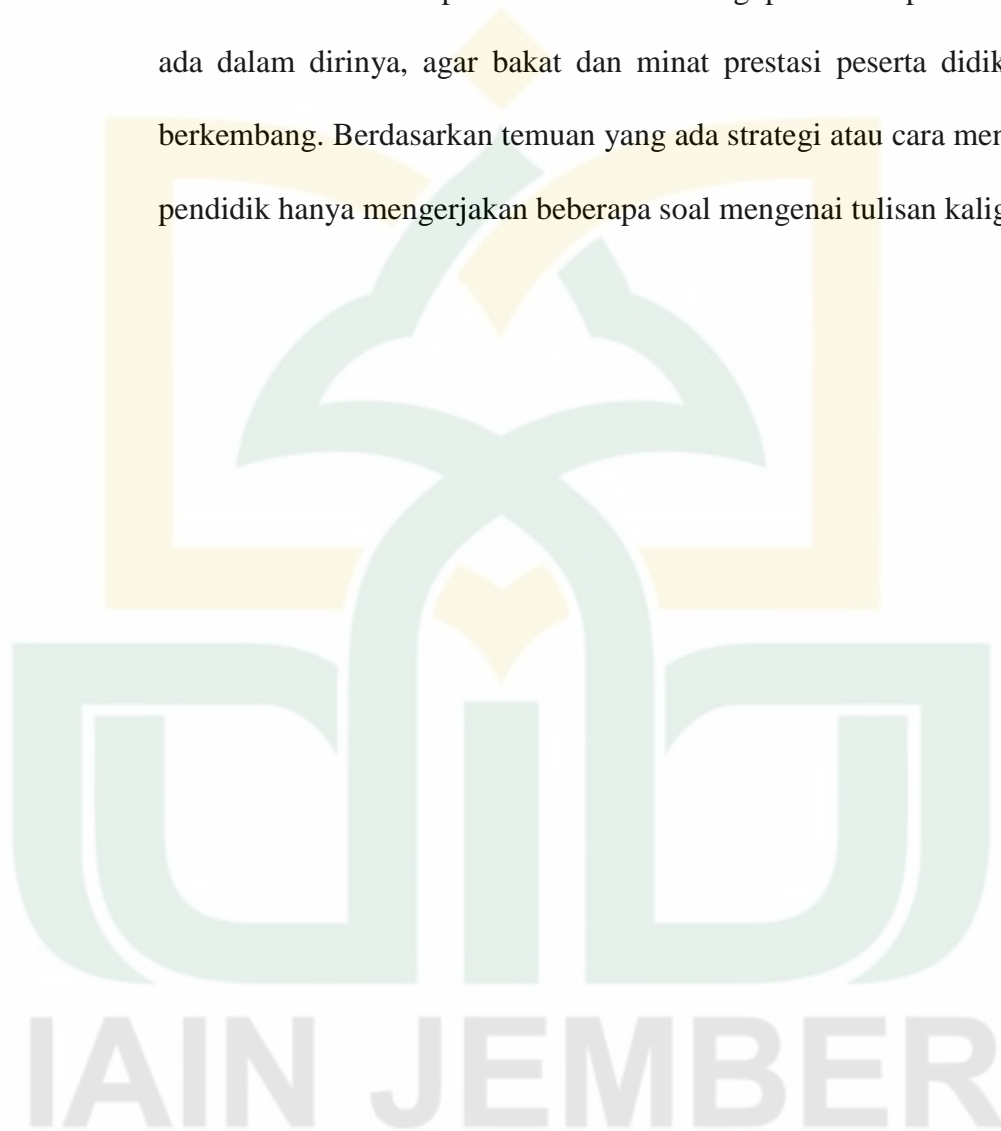 ada dalam dirinya, agar bakat dan minat prestasi peserta didik
berkembang. Berdasarkan temuan yang ada strategi atau cara
pendidik hanya mengerjakan beberapa soal mengenai tulisan
IAIN JEMBER